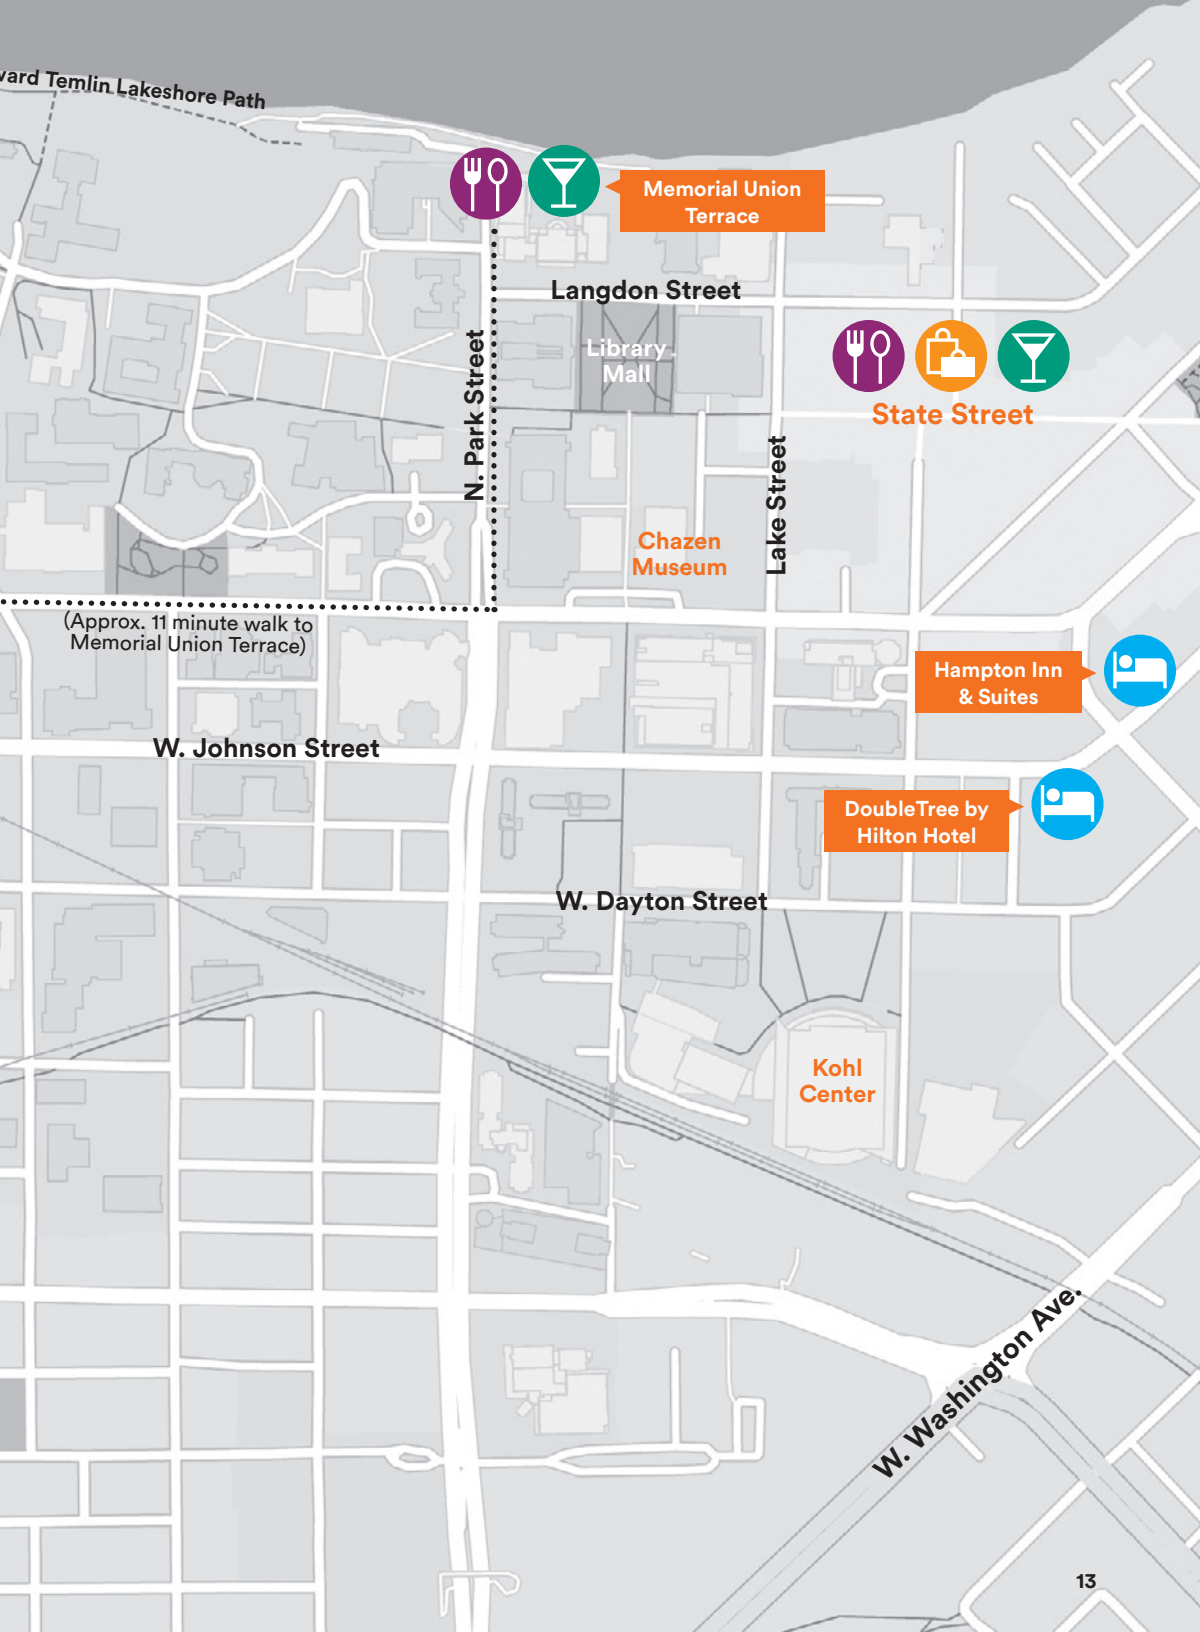 Temlin Lakeshore Path
Memorial Union
Terrace
Langdon Street
Library
Mall
N. Park Street
State Street
Lake Street
Chazen
Museum
(Approx. 11 minute walk to
Memorial Union Terrace)
Hampton Inn
& Suites
W. Johnson Street
DoubleTree by
Hilton Hotel
W. Dayton Street
Kohl
Center
W. Washington Ave.
13